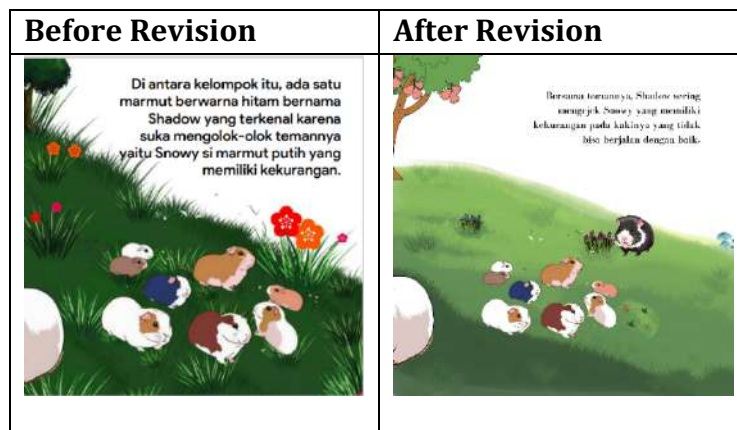 Before Revision
After Revision
Di antara kelompok itu, ada satu
marmut berwarna hitam bernama
Shadow yang terkenal karena
suka mengolok-olok temannya
yaitu Snowy si marmut putih yang
memiliki kekurangan.
Bersama temannya, Shadow sering
mengejek Snowy yang memiliki
kekurangan pada kakinya yang tidak
bisa berjalan dengan baik.